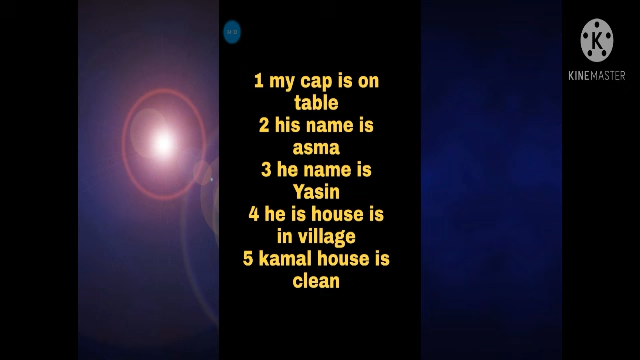 1 my cap is on
table
2 his name is
asma
3 he name is
Yasin
4 he is house is
in village
5 kamal house is
clean
K
KINEMASTER